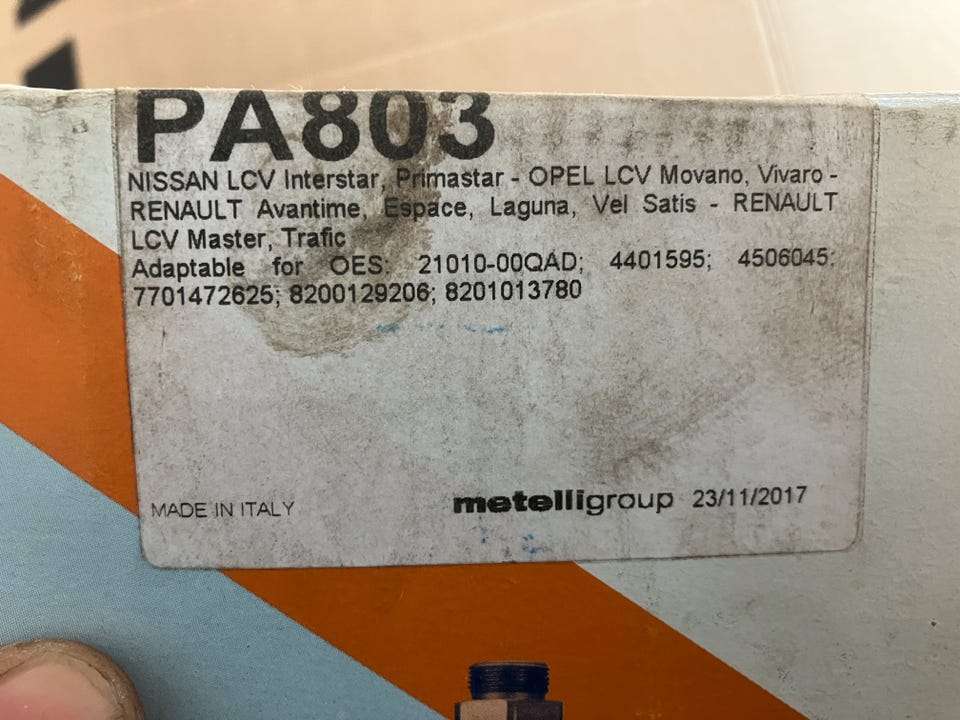 PA803
NISSAN LCV Interstar, Primastar - OPEL LCV Movano, Vivaro -
RENAULT Avantime, Espace, Laguna, Vel Satis - RENAULT
LCV Master, Trafic
Adaptable for OES: 21010-00QAD; 4401595; 4506045;
7701472625; 8200129206; 8201013780
MADE IN ITALY metelligroup 23/11/2017